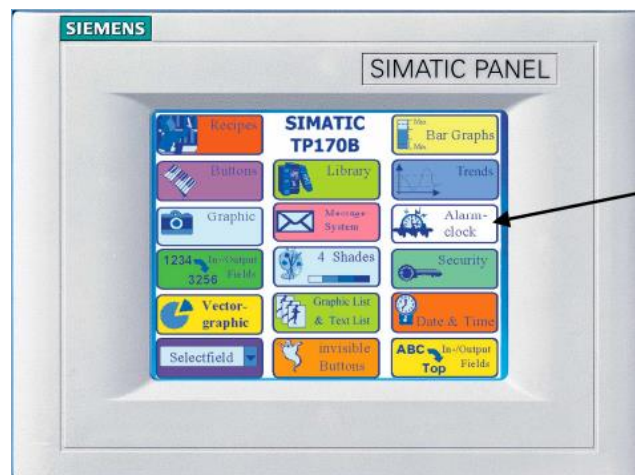 SIEMENS
SIMATIC PANEL
Recipes
SIMATIC
TP170B
Max.
Min.
Bar Graphs
Buttons
Library
Trends
Graphic
Message
System
Alarm-
clock
1234
In-/Output
Fields
3256
4 Shades
Security
Vector-
graphic
Graphic List
& Text List
Date & Time
Selectfield
invisible
Buttons
ABC
In-/Output
Fields
Top